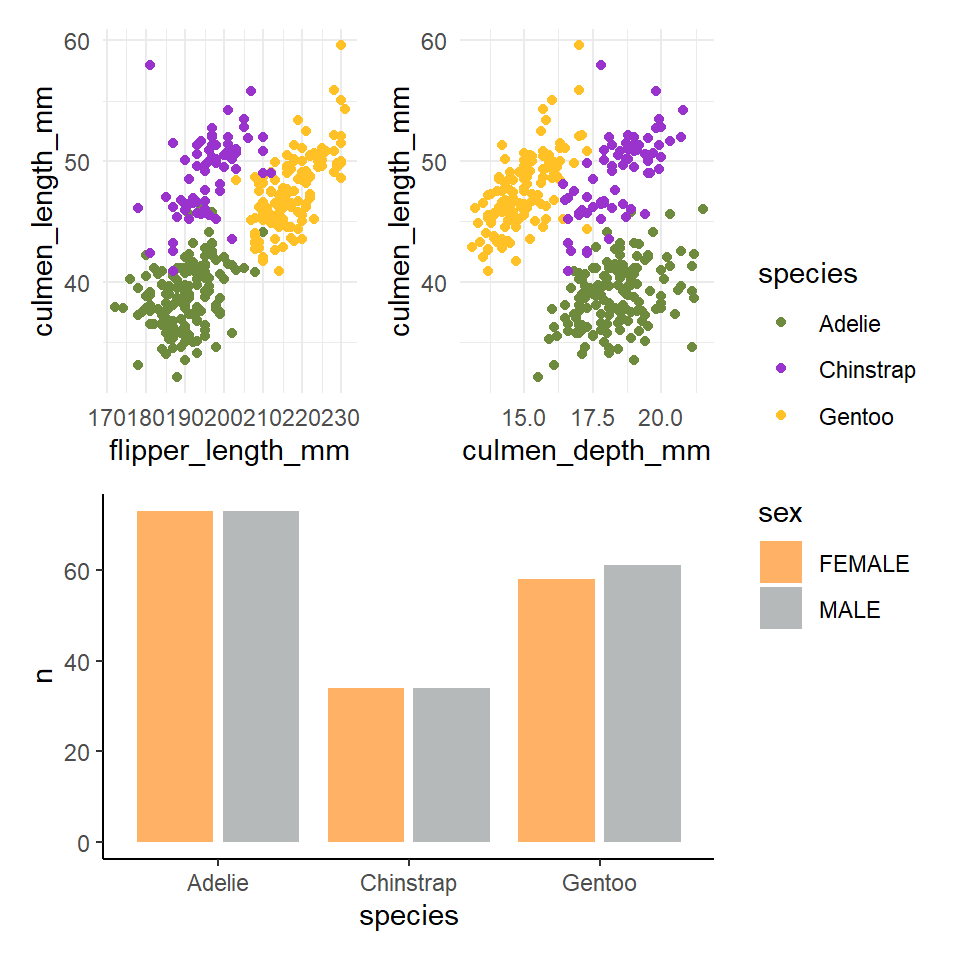 60
50
40
culmen_length_mm
170180190200210220230
flipper_length_mm
60
50
40
culmen_length_mm
15.0 17.5 20.0
culmen_depth_mm
species
Adelie
Chinstrap
Gentoo
sex
FEMALE
MALE
60
40
20
0
n
Adelie Chinstrap Gentoo
species